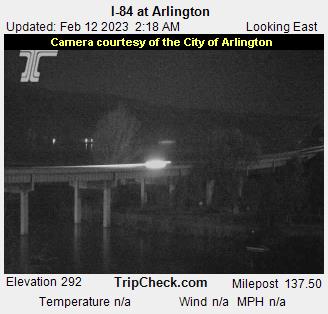 I-84 at Arlington
Updated: Feb 12 2023 2:18 AM Looking East
Camera courtesy of the City of Arlington
Elevation 292 TripCheck.com Milepost 137.50
Temperature n/a Wind n/a MPH n/a